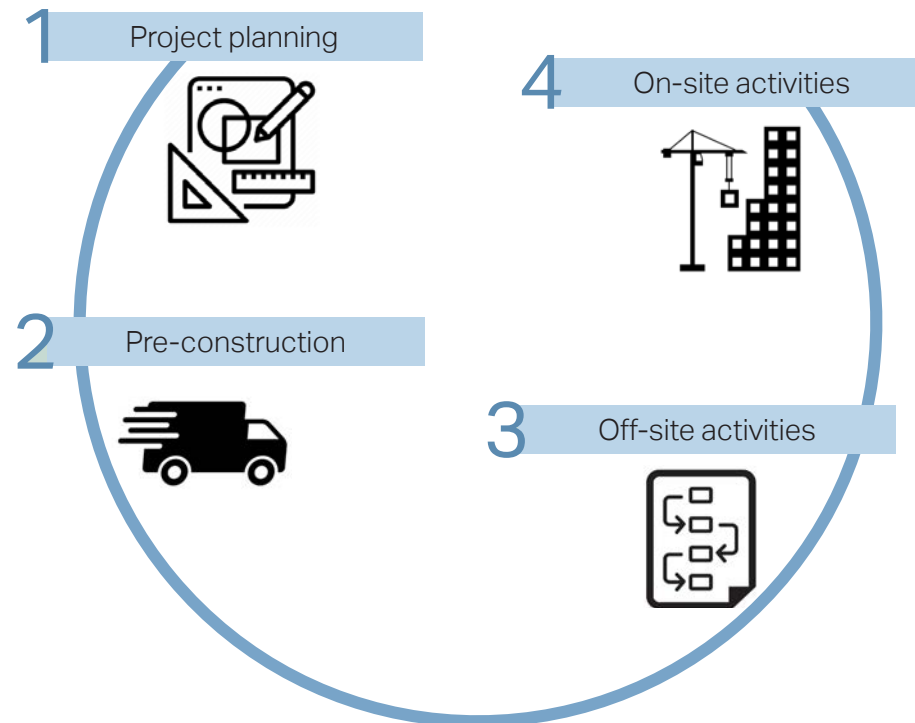 1 Project planning
2 Pre-construction
3 Off-site activities
4 On-site activities